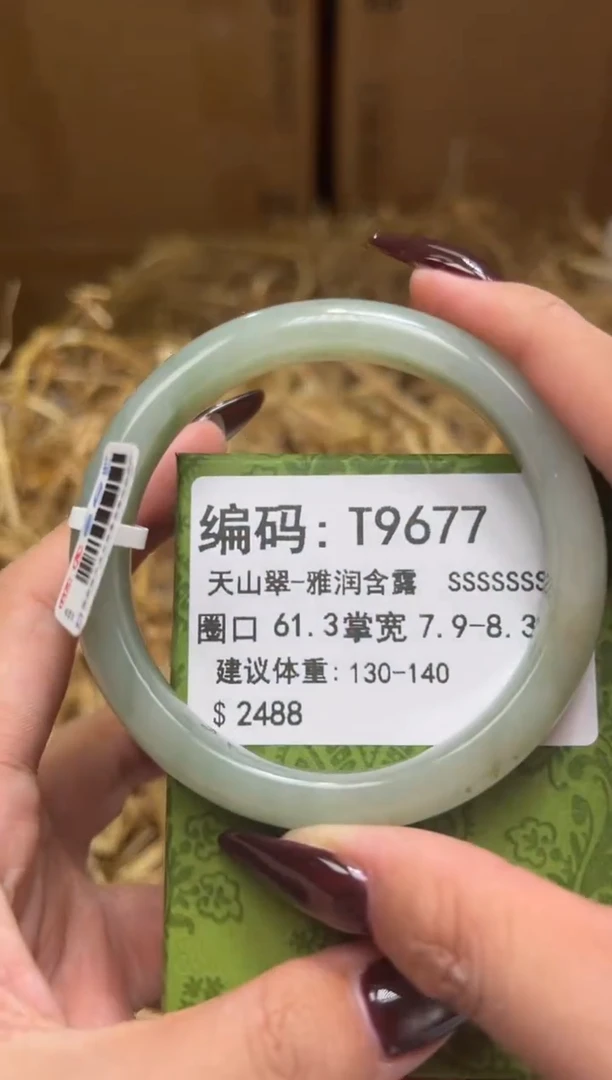 编码: T9677
天山翠-雅润含露 SSSSSSS
圈口 61.3掌宽 7.9-8.3
建议体重: 130-140
$ 2488